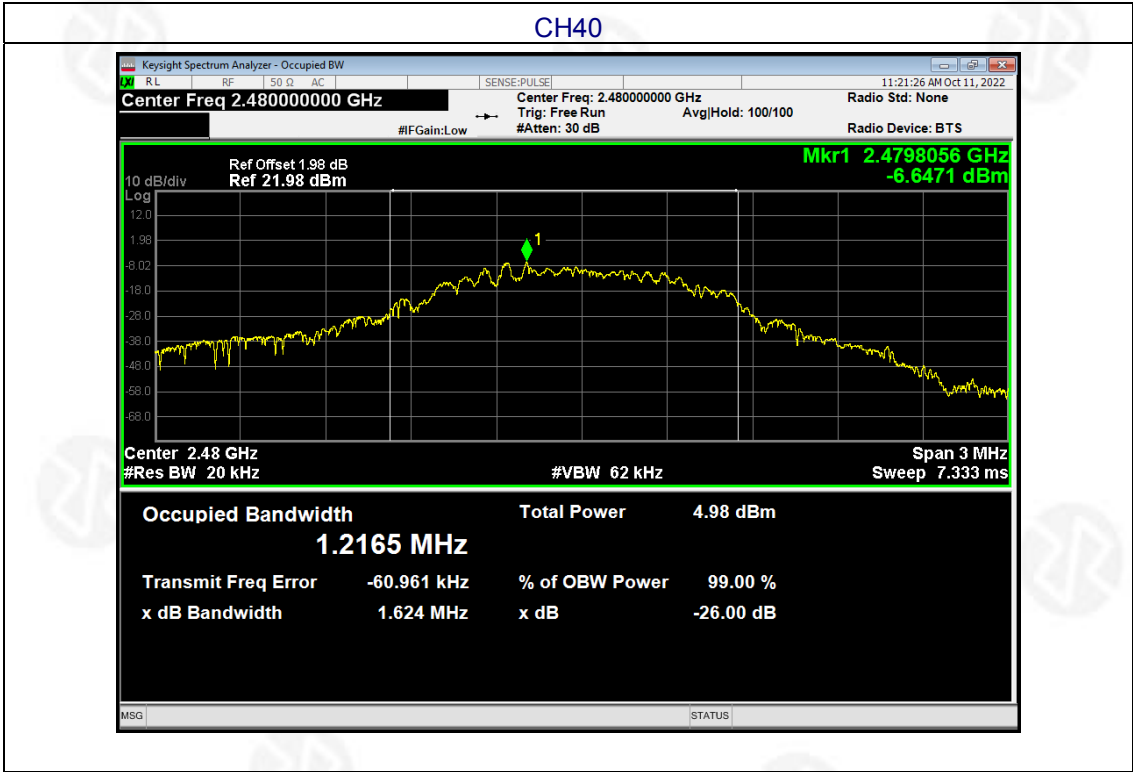 CH40
Keysight Spectrum Analyzer - Occupied BW
LXI RL RF 50 Ω AC SENSE:PULSE 11:21:26 AM Oct 11, 2022
Center Freq 2.480000000 GHz Center Freq: 2.480000000 GHz Radio Std: None
Trig: Free Run Avg|Hold: 100/100
#IFGain:Low #Atten: 30 dB Radio Device: BTS
Mkr1 2.4798056 GHz
-6.6471 dBm
Ref Offset 1.98 dB
10 dB/div Ref 21.98 dBm
Log
12.0
1.98
-8.02
-18.0
-28.0
-38.0
-48.0
-58.0
-68.0
1
Center 2.48 GHz Span 3 MHz
#Res BW 20 kHz #VBW 62 kHz Sweep 7.333 ms
Occupied Bandwidth Total Power 4.98 dBm
1.2165 MHz
Transmit Freq Error -60.961 kHz % of OBW Power 99.00 %
x dB Bandwidth 1.624 MHz x dB -26.00 dB
MSG STATUS